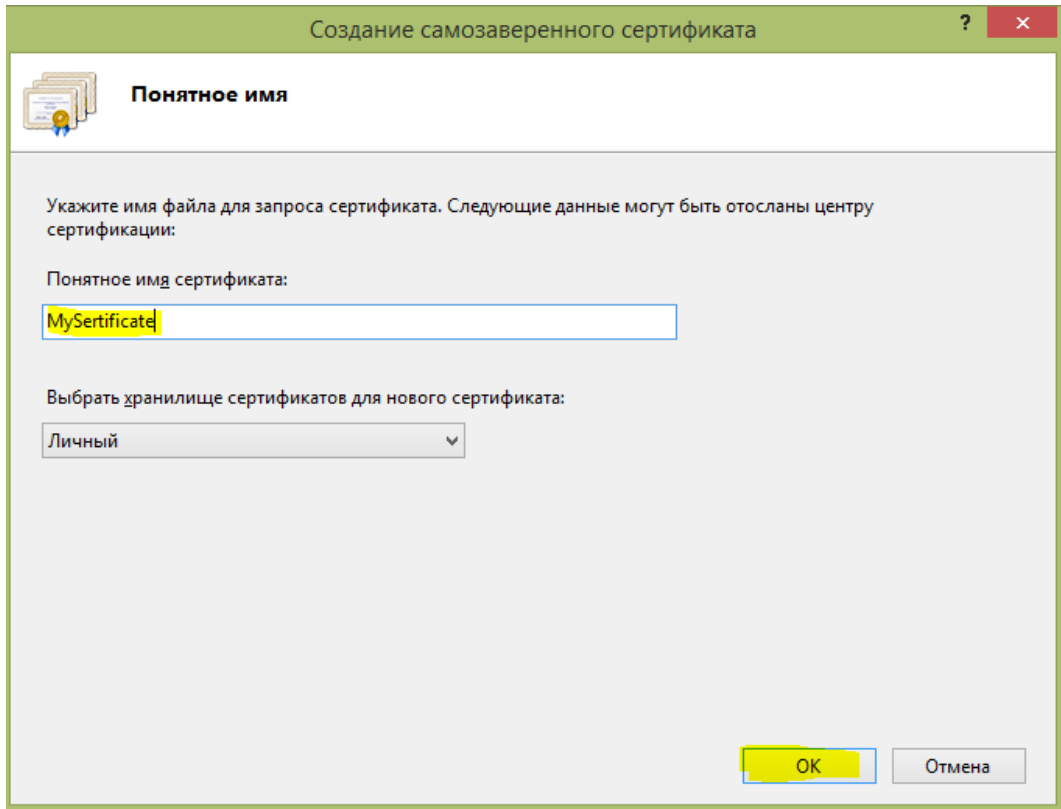 Создание самозаверенного сертификата
?
Понятное имя
Укажите имя файла для запроса сертификата. Следующие данные могут быть отосланы центру
сертификации:
Понятное имя сертификата:
MySertificate
Выбрать хранилище сертификатов для нового сертификата:
Личный
ОК
Отмена